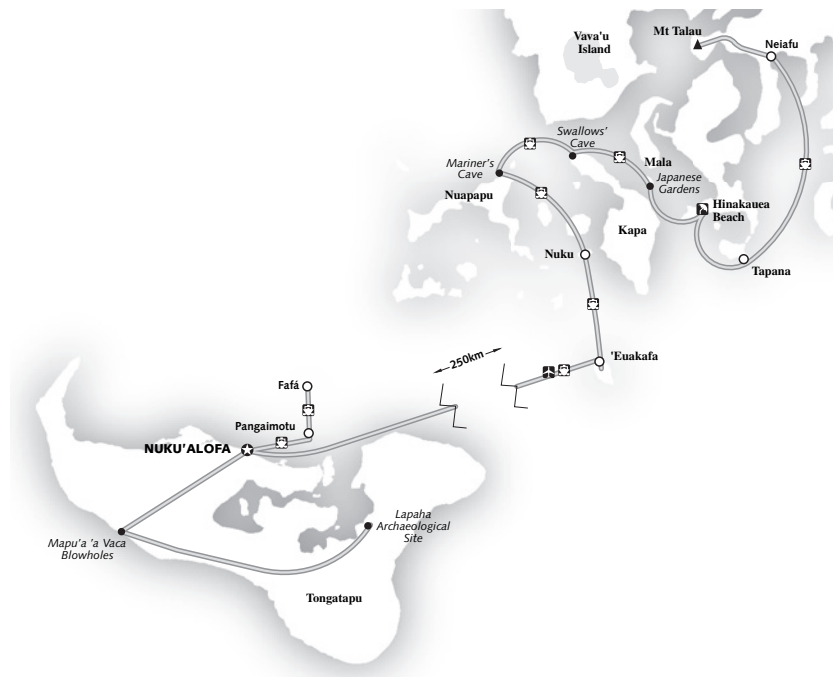 Vava'u
Island
Mt Talau
Neiafu
Swallows'
Cave
Mariner's
Cave
Mala
Japanese
Gardens
Nuapapu
Hinakauea
Beach
Kapa
Nuku
Tapana
250km
'Euakafa
Fafá
Pangaimotu
NUKU'ALOFA
Lapaha
Archaeological
Site
Mapu'a 'a Vaca
Blowholes
Tongatapu